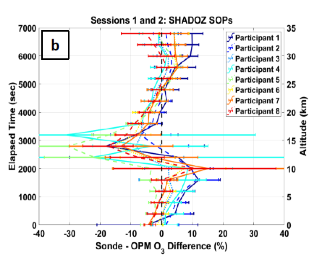 Sessions 1 and 2: SHADOZ SOPs
b
7000
6000
5000
4000
3000
2000
1000
0
Elapsed Time (sec)
35
30
25
20
15
10
5
0
Altitude (km)
Participant 1
Participant 2
Participant 3
Participant 4
Participant 5
Participant 6
Participant 7
Participant 8
-40 -30 -20 -10 0 10 20 30 40
Sonde - OPM O3 Difference (%)